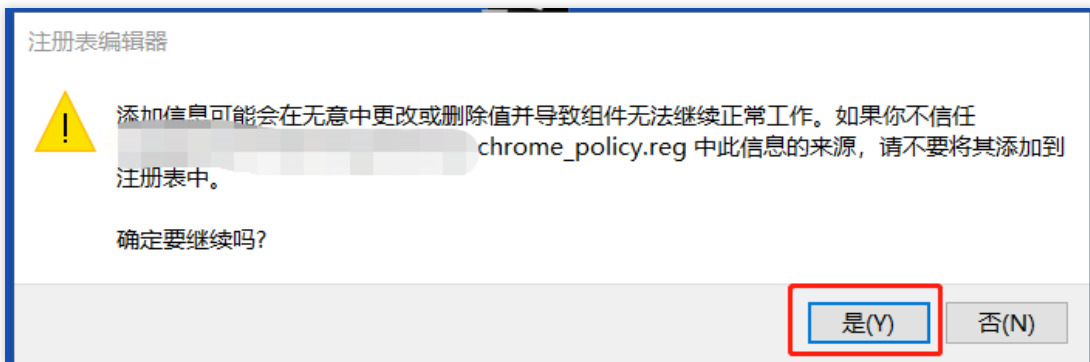 注册表编辑器
添加信息可能会在无意中更改或删除值并导致组件无法继续正常工作。如果你不信任
chrome_policy.reg 中此信息的来源，请不要将其添加到
注册表中。
确定要继续吗?
是(Y)
否(N)